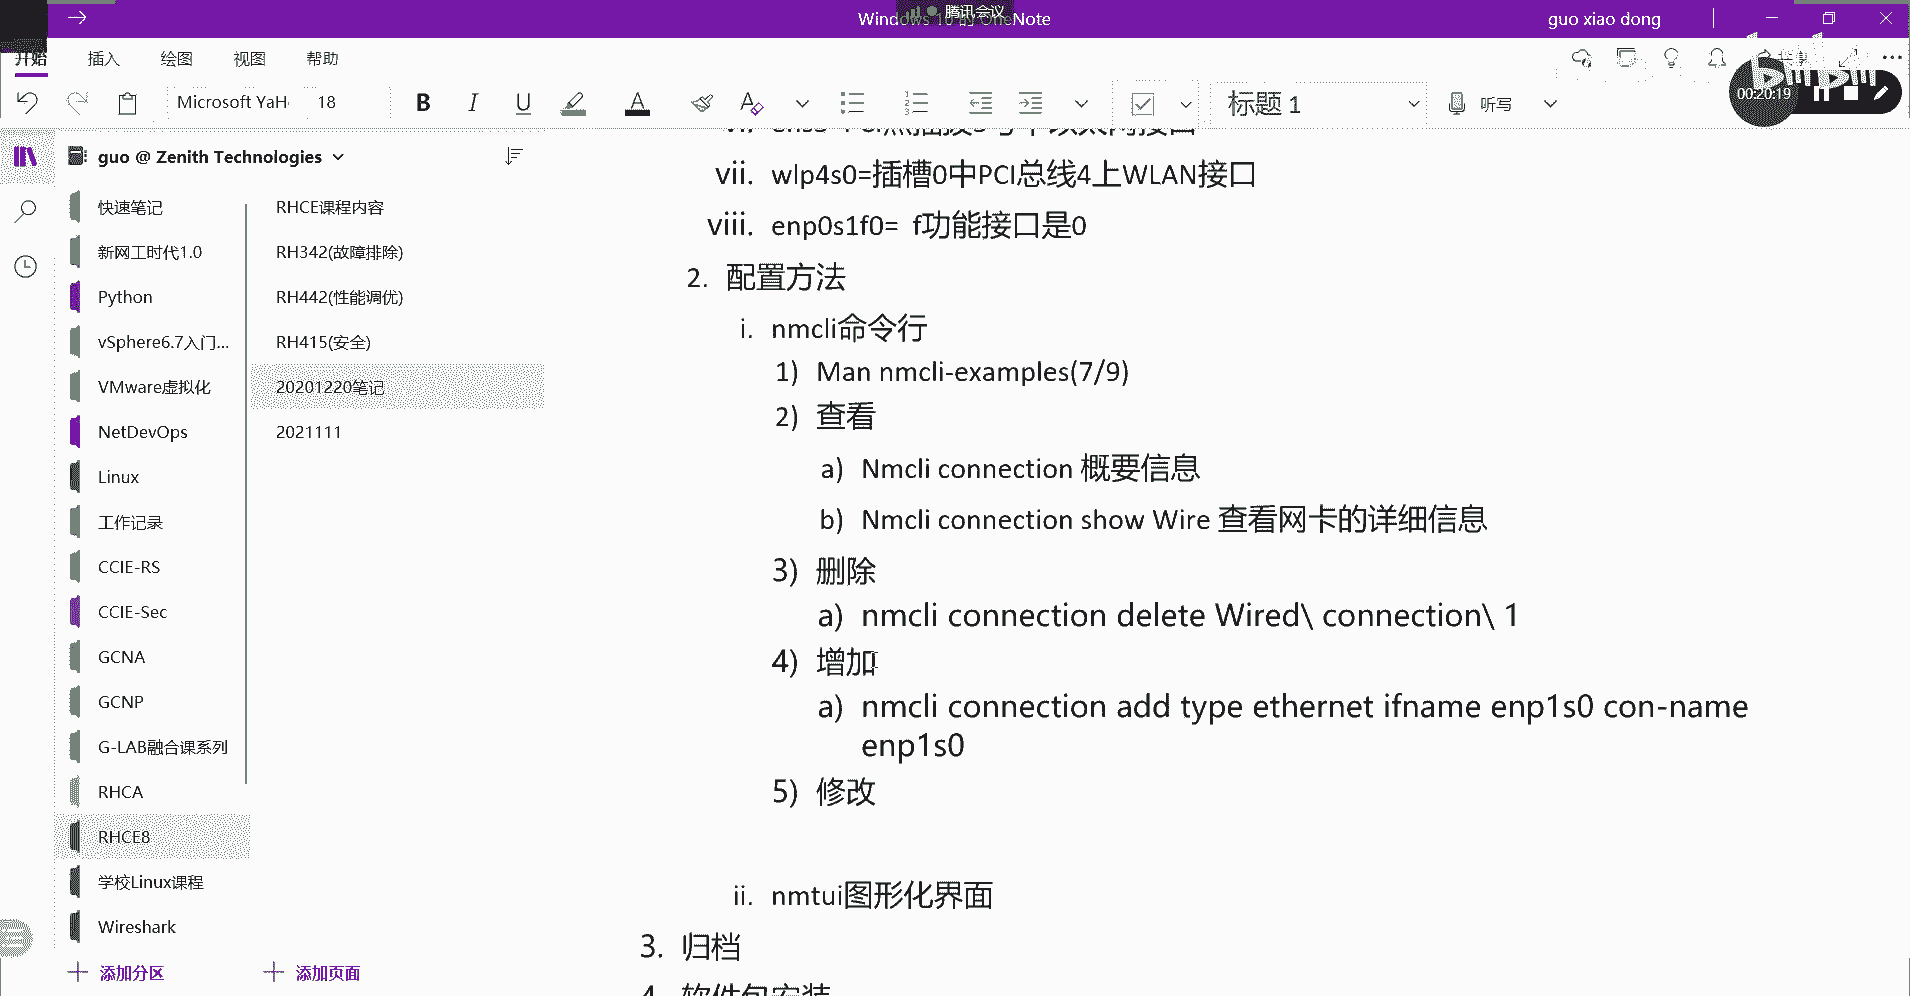 Windows 10 的 OneNote
腾讯会议
guo xiao dong
开始
插入
绘图
视图
帮助
共享
Microsoft YaH
18
B
I
U
A
标题 1
听写
bilibili
00:20:19
guo @ Zenith Technologies
快速笔记
新网工时代1.0
Python
vSphere6.7入门...
VMware虚拟化
NetDevOps
Linux
工作记录
CCIE-RS
CCIE-Sec
GCNA
GCNP
G-LAB融合课系列
RHCA
RHCE8
学校Linux课程
Wireshark
添加分区
RHCE课程内容
RH342(故障排除)
RH442(性能调优)
RH415(安全)
20201220笔记
2021111
添加页面
vii. wlp4s0=插槽0中PCI总线4上WLAN接口
viii. enp0s1f0= f功能接口是0
2. 配置方法
i. nmcli命令行
1) Man nmcli-examples(7/9)
2) 查看
a) Nmcli connection 概要信息
b) Nmcli connection show Wire 查看网卡的详细信息
3) 删除
a) nmcli connection delete Wired\ connection\ 1
4) 增加
a) nmcli connection add type ethernet ifname enp1s0 con-name
enp1s0
5) 修改
ii. nmtui图形化界面
3. 归档
4. 软件包安装